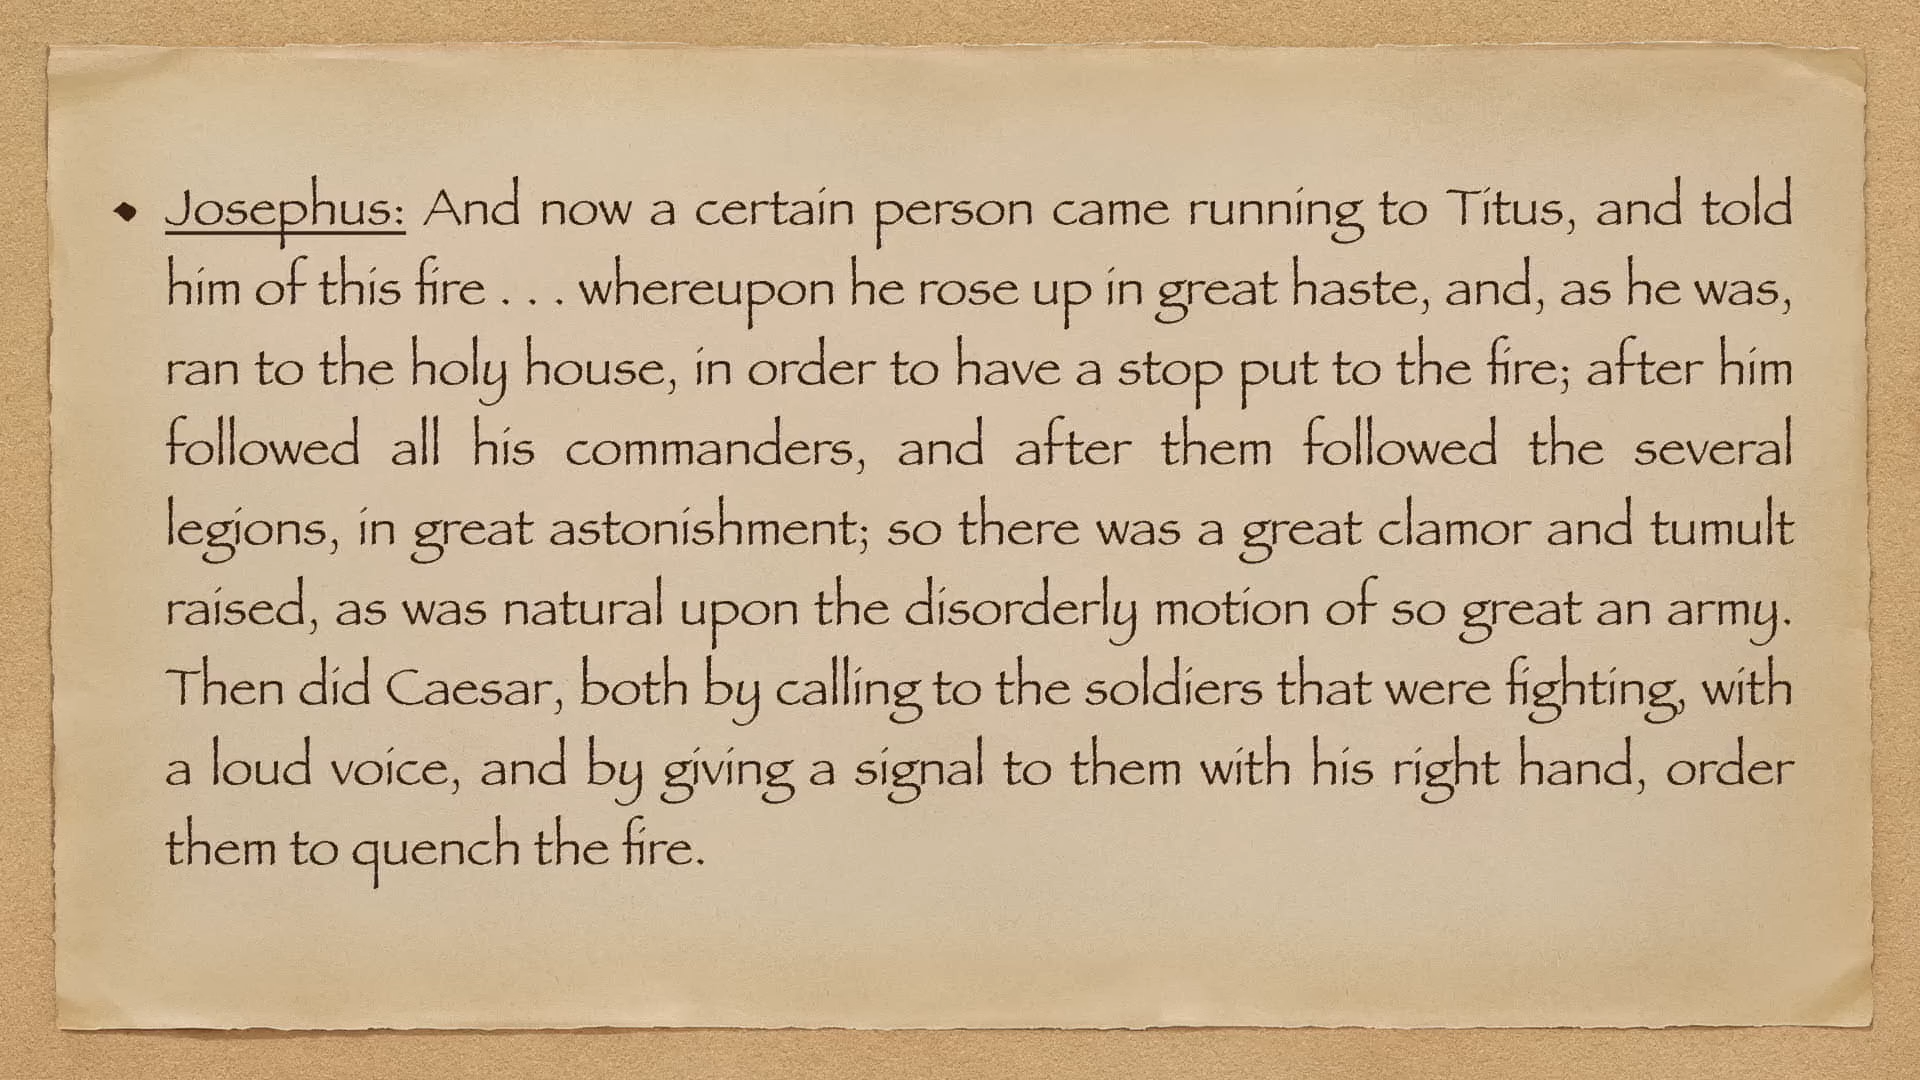 • Josephus: And now a certain person came running to Titus, and told
him of this fire . . . whereupon he rose up in great haste, and, as he was,
ran to the holy house, in order to have a stop put to the fire; after him
followed all his commanders, and after them followed the several
legions, in great astonishment; so there was a great clamor and tumult
raised, as was natural upon the disorderly motion of so great an army.
Then did Caesar, both by calling to the soldiers that were fighting, with
a loud voice, and by giving a signal to them with his right hand, order
them to quench the fire.